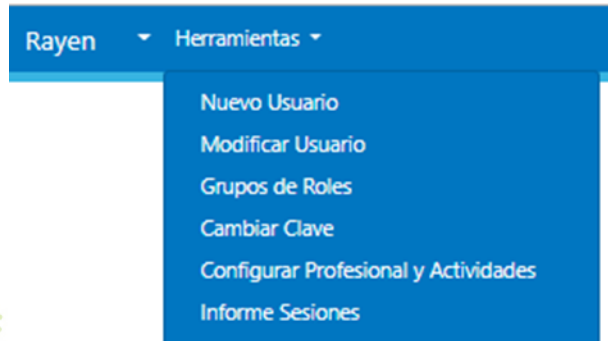 Rayen Herramientas
Nuevo Usuario
Modificar Usuario
Grupos de Roles
Cambiar Clave
Configurar Profesional y Actividades
Informe Sesiones